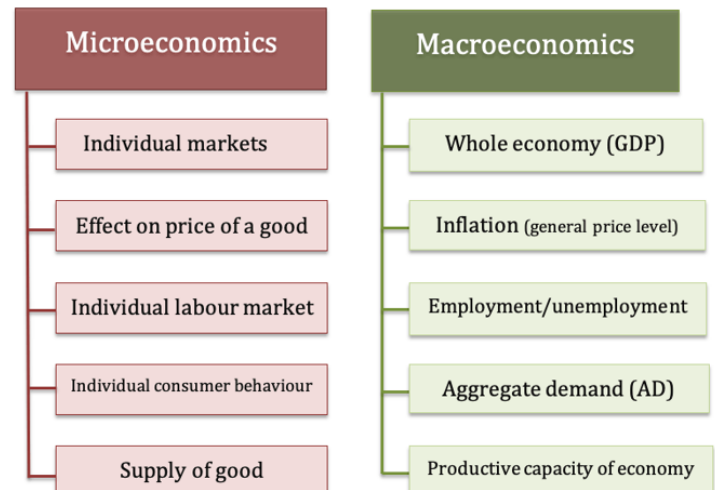 Microeconomics
Individual markets
Effect on price of a good
Individual labour market
Individual consumer behaviour
Supply of good
Macroeconomics
Whole economy (GDP)
Inflation (general price level)
Employment/unemployment
Aggregate demand (AD)
Productive capacity of economy